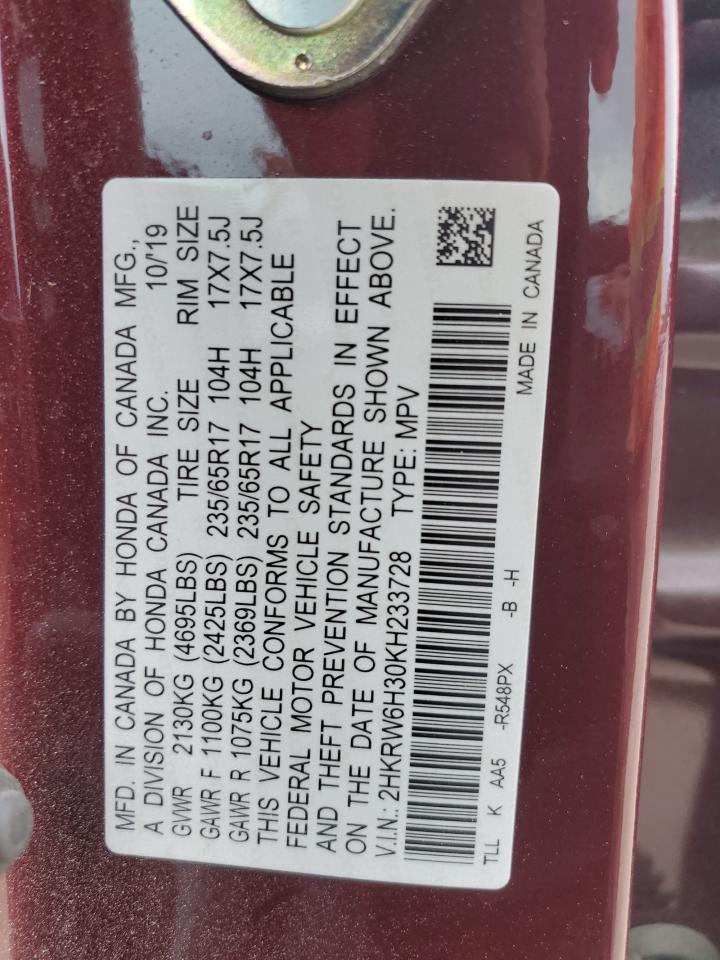 MFD. IN CANADA BY HONDA OF CANADA MFG.,
A DIVISION OF HONDA CANADA INC. 10/'19
GVWR 2130KG (4695LBS) TIRE SIZE RIM SIZE
GAWR F 1100KG (2425LBS) 235/65R17 104H 17X7.5J
GAWR R 1075KG (2369LBS) 235/65R17 104H 17X7.5J
THIS VEHICLE CONFORMS TO ALL APPLICABLE
FEDERAL MOTOR VEHICLE SAFETY
AND THEFT PREVENTION STANDARDS IN EFFECT
ON THE DATE OF MANUFACTURE SHOWN ABOVE.
V.I.N.: 2HKRW6H30KH233728 TYPE: MPV
TLL K AA5 -R548PX -B -H
MADE IN CANADA